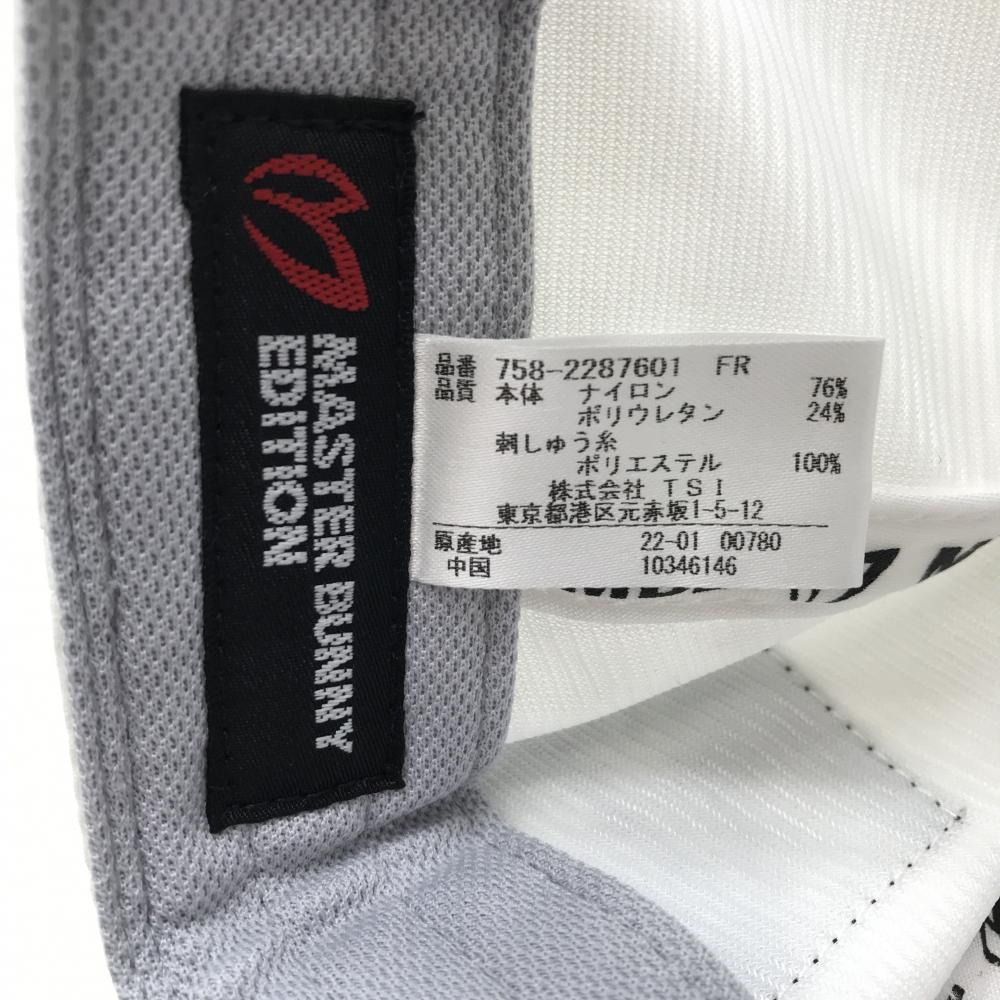 MASTER BUNNY
EDITION
品番 758-2287601 FR
品質 本体 ナイロン 76%
ポリウレタン 24%
刺しゅう糸
ポリエステル 100%
株式会社 TSI
東京都港区元赤坂1-5-12
原産地 22-01 00780
中国 10346146